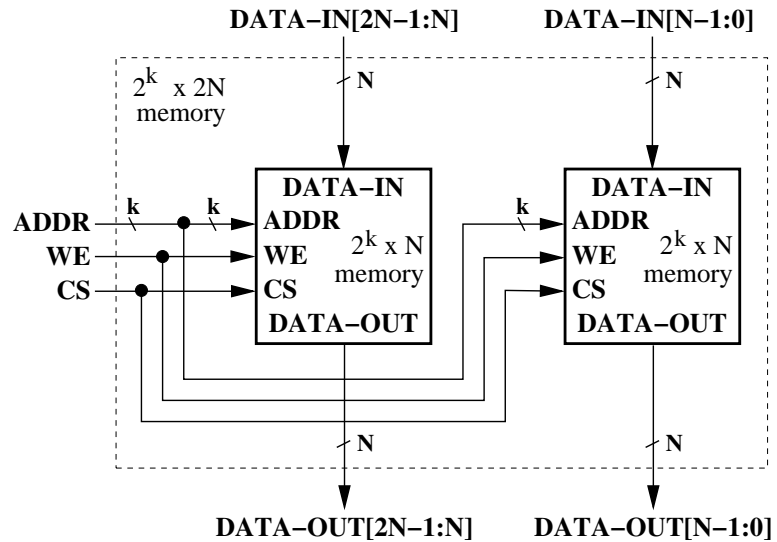 DATA−IN[2N−1:N] DATA−IN[N−1:0]
2^k x 2N
memory
N N
DATA−IN DATA−IN
ADDR k k ADDR k ADDR
WE WE 2^k x N WE 2^k x N
memory memory
CS CS CS
DATA−OUT DATA−OUT
N N
DATA−OUT[2N−1:N] DATA−OUT[N−1:0]